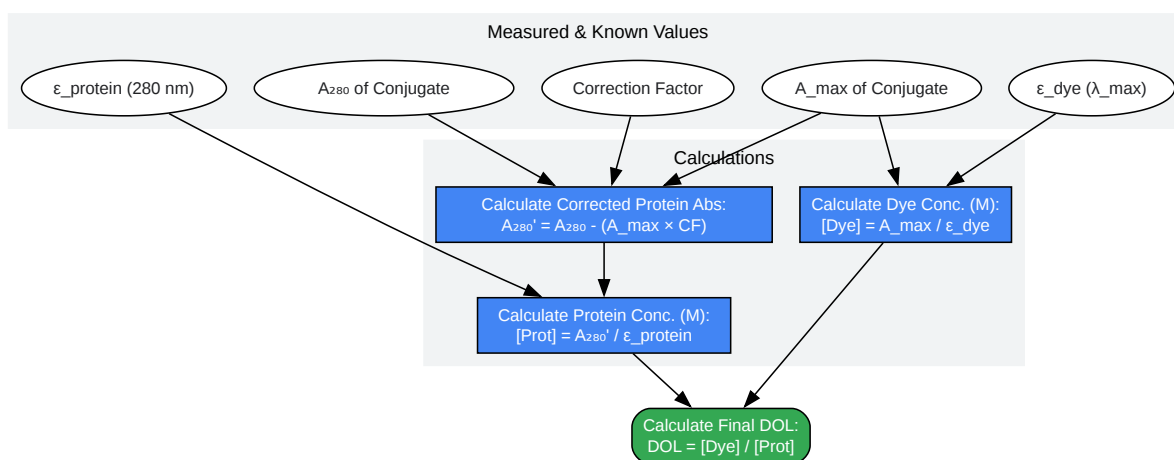 Measured & Known Values
ε_protein (280 nm)
A₂₈₀ of Conjugate
Correction Factor
A_max of Conjugate
ε_dye (λ_max)
Calculations
Calculate Corrected Protein Abs:
A₂₈₀' = A₂₈₀ - (A_max × CF)
Calculate Dye Conc. (M):
[Dye] = A_max / ε_dye
Calculate Protein Conc. (M):
[Prot] = A₂₈₀' / ε_protein
Calculate Final DOL:
DOL = [Dye] / [Prot]